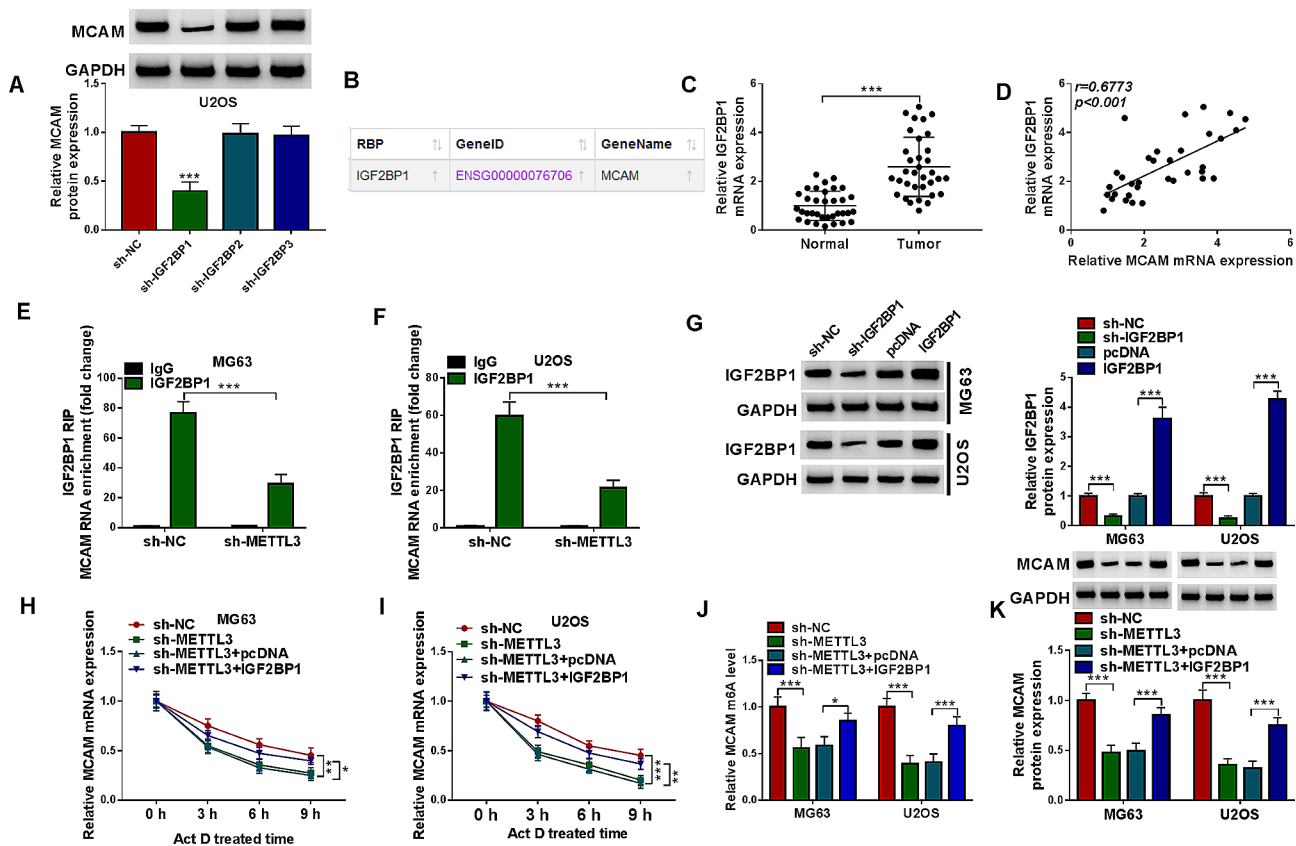 A
MCAM
GAPDH
U2OS
Relative MCAM
protein expression
1.5
1.0
0.5
0.0
***
sh-NC
sh-IGF2BP1
sh-IGF2BP2
sh-IGF2BP3
B
RBP GeneID GeneName
IGF2BP1 ENSG00000076706 MCAM
C
Relative IGF2BP1
mRNA expression
6
4
2
0
***
Normal Tumor
D
r=0.6773
p<0.001
Relative IGF2BP1
mRNA expression
6
4
2
0
0 2 4 6
Relative MCAM mRNA expression
E
MG63
IgG
IGF2BP1
***
IGF2BP1 RIP
MCAM RNA enrichment (fold change)
100
80
60
40
20
0
sh-NC sh-METTL3
F
U2OS
IgG
IGF2BP1
***
IGF2BP1 RIP
MCAM RNA enrichment (fold change)
80
60
40
20
0
sh-NC sh-METTL3
G
sh-NC
sh-IGF2BP1
pcDNA
IGF2BP1
IGF2BP1
GAPDH
MG63
IGF2BP1
GAPDH
U2OS
sh-NC
sh-IGF2BP1
pcDNA
IGF2BP1
Relative IGF2BP1
protein expression
5
4
3
2
1
0
*** *** *** ***
MG63 U2OS
H
MG63
sh-NC
sh-METTL3
sh-METTL3+pcDNA
sh-METTL3+IGF2BP1
Relative MCAM mRNA expression
1.5
1.0
0.5
0.0
** *
0 h 3 h 6 h 9 h
Act D treated time
I
U2OS
sh-NC
sh-METTL3
sh-METTL3+pcDNA
sh-METTL3+IGF2BP1
Relative MCAM mRNA expression
1.5
1.0
0.5
0.0
*** **
0 h 3 h 6 h 9 h
Act D treated time
J
sh-NC
sh-METTL3
sh-METTL3+pcDNA
sh-METTL3+IGF2BP1
Relative MCAM m6A level
1.5
1.0
0.5
0.0
*** * *** ***
MG63 U2OS
K
MCAM
GAPDH
sh-NC
sh-METTL3
sh-METTL3+pcDNA
sh-METTL3+IGF2BP1
Relative MCAM
protein expression
1.5
1.0
0.5
0.0
*** *** *** ***
MG63 U2OS